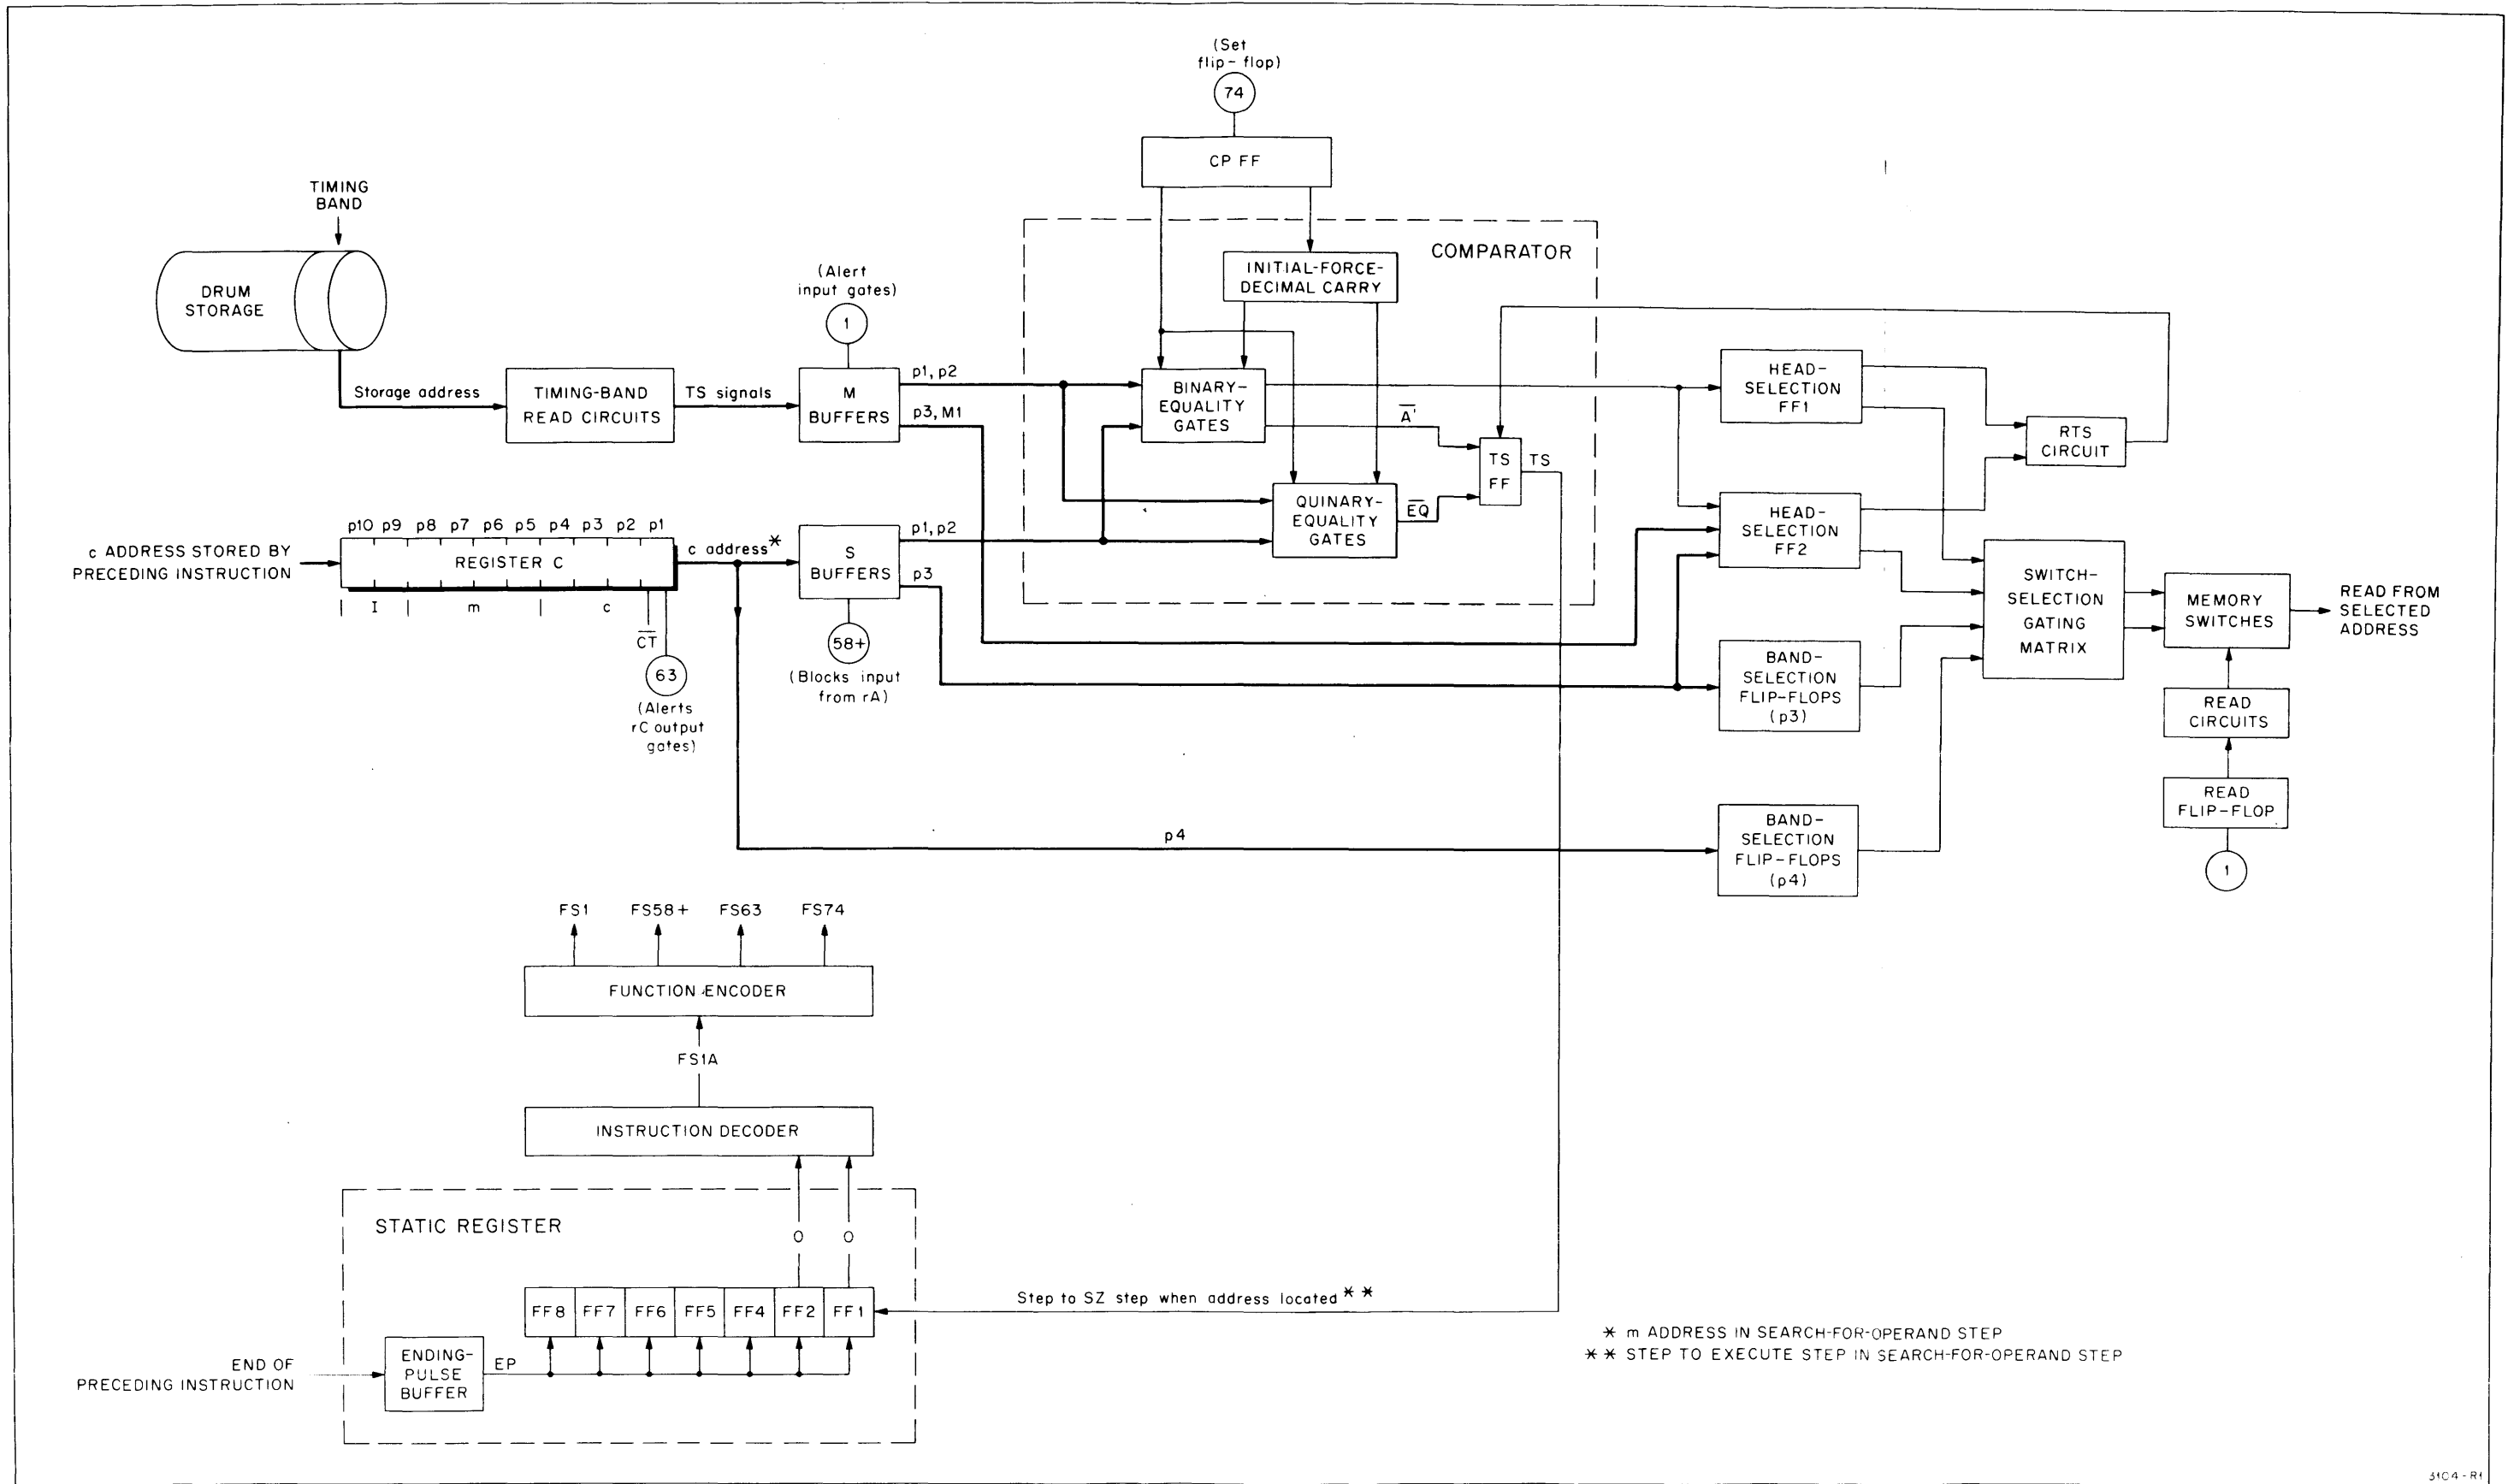 (Set
flip-flop)
74
CP FF
TIMING
BAND
DRUM
STORAGE
Storage address
TIMING-BAND
READ CIRCUITS
TS signals
(Alert
input gates)
1
M
BUFFERS
p1, p2
p3, M1
COMPARATOR
INITIAL-FORCE-
DECIMAL CARRY
BINARY-
EQUALITY
GATES
A̅'̅
QUINARY-
EQUALITY
GATES
E̅Q̅
TS
FF
TS
HEAD-
SELECTION
FF1
RTS
CIRCUIT
HEAD-
SELECTION
FF2
SWITCH-
SELECTION
GATING
MATRIX
MEMORY
SWITCHES
READ FROM
SELECTED
ADDRESS
c ADDRESS STORED BY
PRECEDING INSTRUCTION
p10 p9 p8 p7 p6 p5 p4 p3 p2 p1
REGISTER C
I m c
C̅T̅
63
(Alerts
rC output
gates)
c address*
S
BUFFERS
p1, p2
p3
58+
(Blocks input
from rA)
BAND-
SELECTION
FLIP-FLOPS
(p3)
READ
CIRCUITS
READ
FLIP-FLOP
1
p4
BAND-
SELECTION
FLIP-FLOPS
(p4)
FS1 FS58+ FS63 FS74
FUNCTION ENCODER
FS1A
INSTRUCTION DECODER
STATIC REGISTER
0 0
FF8 FF7 FF6 FF5 FF4 FF2 FF1
Step to SZ step when address located**
END OF
PRECEDING INSTRUCTION
ENDING-
PULSE
BUFFER
EP
* m ADDRESS IN SEARCH-FOR-OPERAND STEP
** STEP TO EXECUTE STEP IN SEARCH-FOR-OPERAND STEP
3104-R1